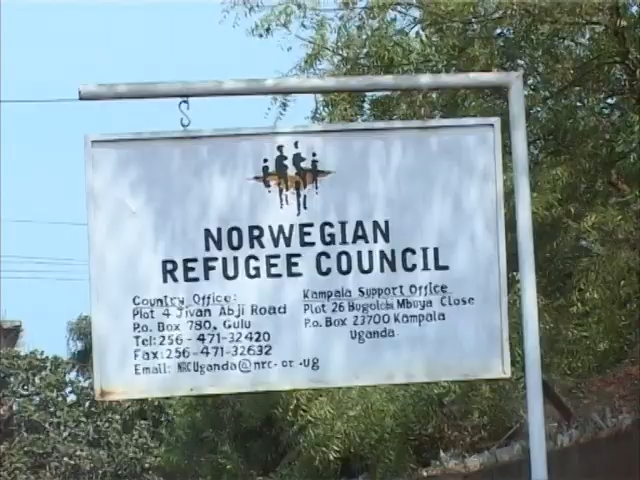 NORWEGIAN
REFUGEE COUNCIL
Country Office:
Plot 4 Jivan Abji Road
P.o. Box 780, Gulu
Tel:256-471-32420
Fax:256-471-32632
Email: NRCUganda@nrc-or.ug
Kampala Support Office
Plot 26 Bugolobi Mbuya Close
P.o. Box 23700 Kampala
Uganda